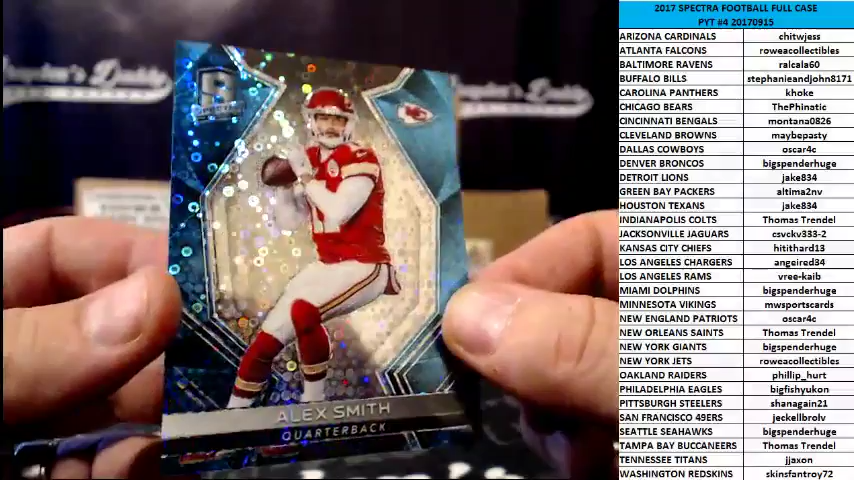 2017 SPECTRA FOOTBALL FULL CASE
PYT #4 20170915
ARIZONA CARDINALS chitwjess
ATLANTA FALCONS roweacollectibles
BALTIMORE RAVENS ralcala60
BUFFALO BILLS stephanieandjohn8171
CAROLINA PANTHERS khoke
CHICAGO BEARS ThePhinatic
CINCINNATI BENGALS montana0826
CLEVELAND BROWNS maybepasty
DALLAS COWBOYS oscar4c
DENVER BRONCOS bigspenderhuge
DETROIT LIONS jake834
GREEN BAY PACKERS altima2nv
HOUSTON TEXANS jake834
INDIANAPOLIS COLTS Thomas Trendel
JACKSONVILLE JAGUARS csvckv333-2
KANSAS CITY CHIEFS hitithard13
LOS ANGELES CHARGERS angeired34
LOS ANGELES RAMS vree-kaib
MIAMI DOLPHINS bigspenderhuge
MINNESOTA VIKINGS mwsportscards
NEW ENGLAND PATRIOTS oscar4c
NEW ORLEANS SAINTS Thomas Trendel
NEW YORK GIANTS bigspenderhuge
NEW YORK JETS roweacollectibles
OAKLAND RAIDERS phillip_hurt
PHILADELPHIA EAGLES bigfishyukon
PITTSBURGH STEELERS shanagain21
SAN FRANCISCO 49ERS jeckellbrolv
SEATTLE SEAHAWKS bigspenderhuge
TAMPA BAY BUCCANEERS Thomas Trendel
TENNESSEE TITANS jjaxon
WASHINGTON REDSKINS skinsfantroy72
ALEX SMITH
QUARTERBACK